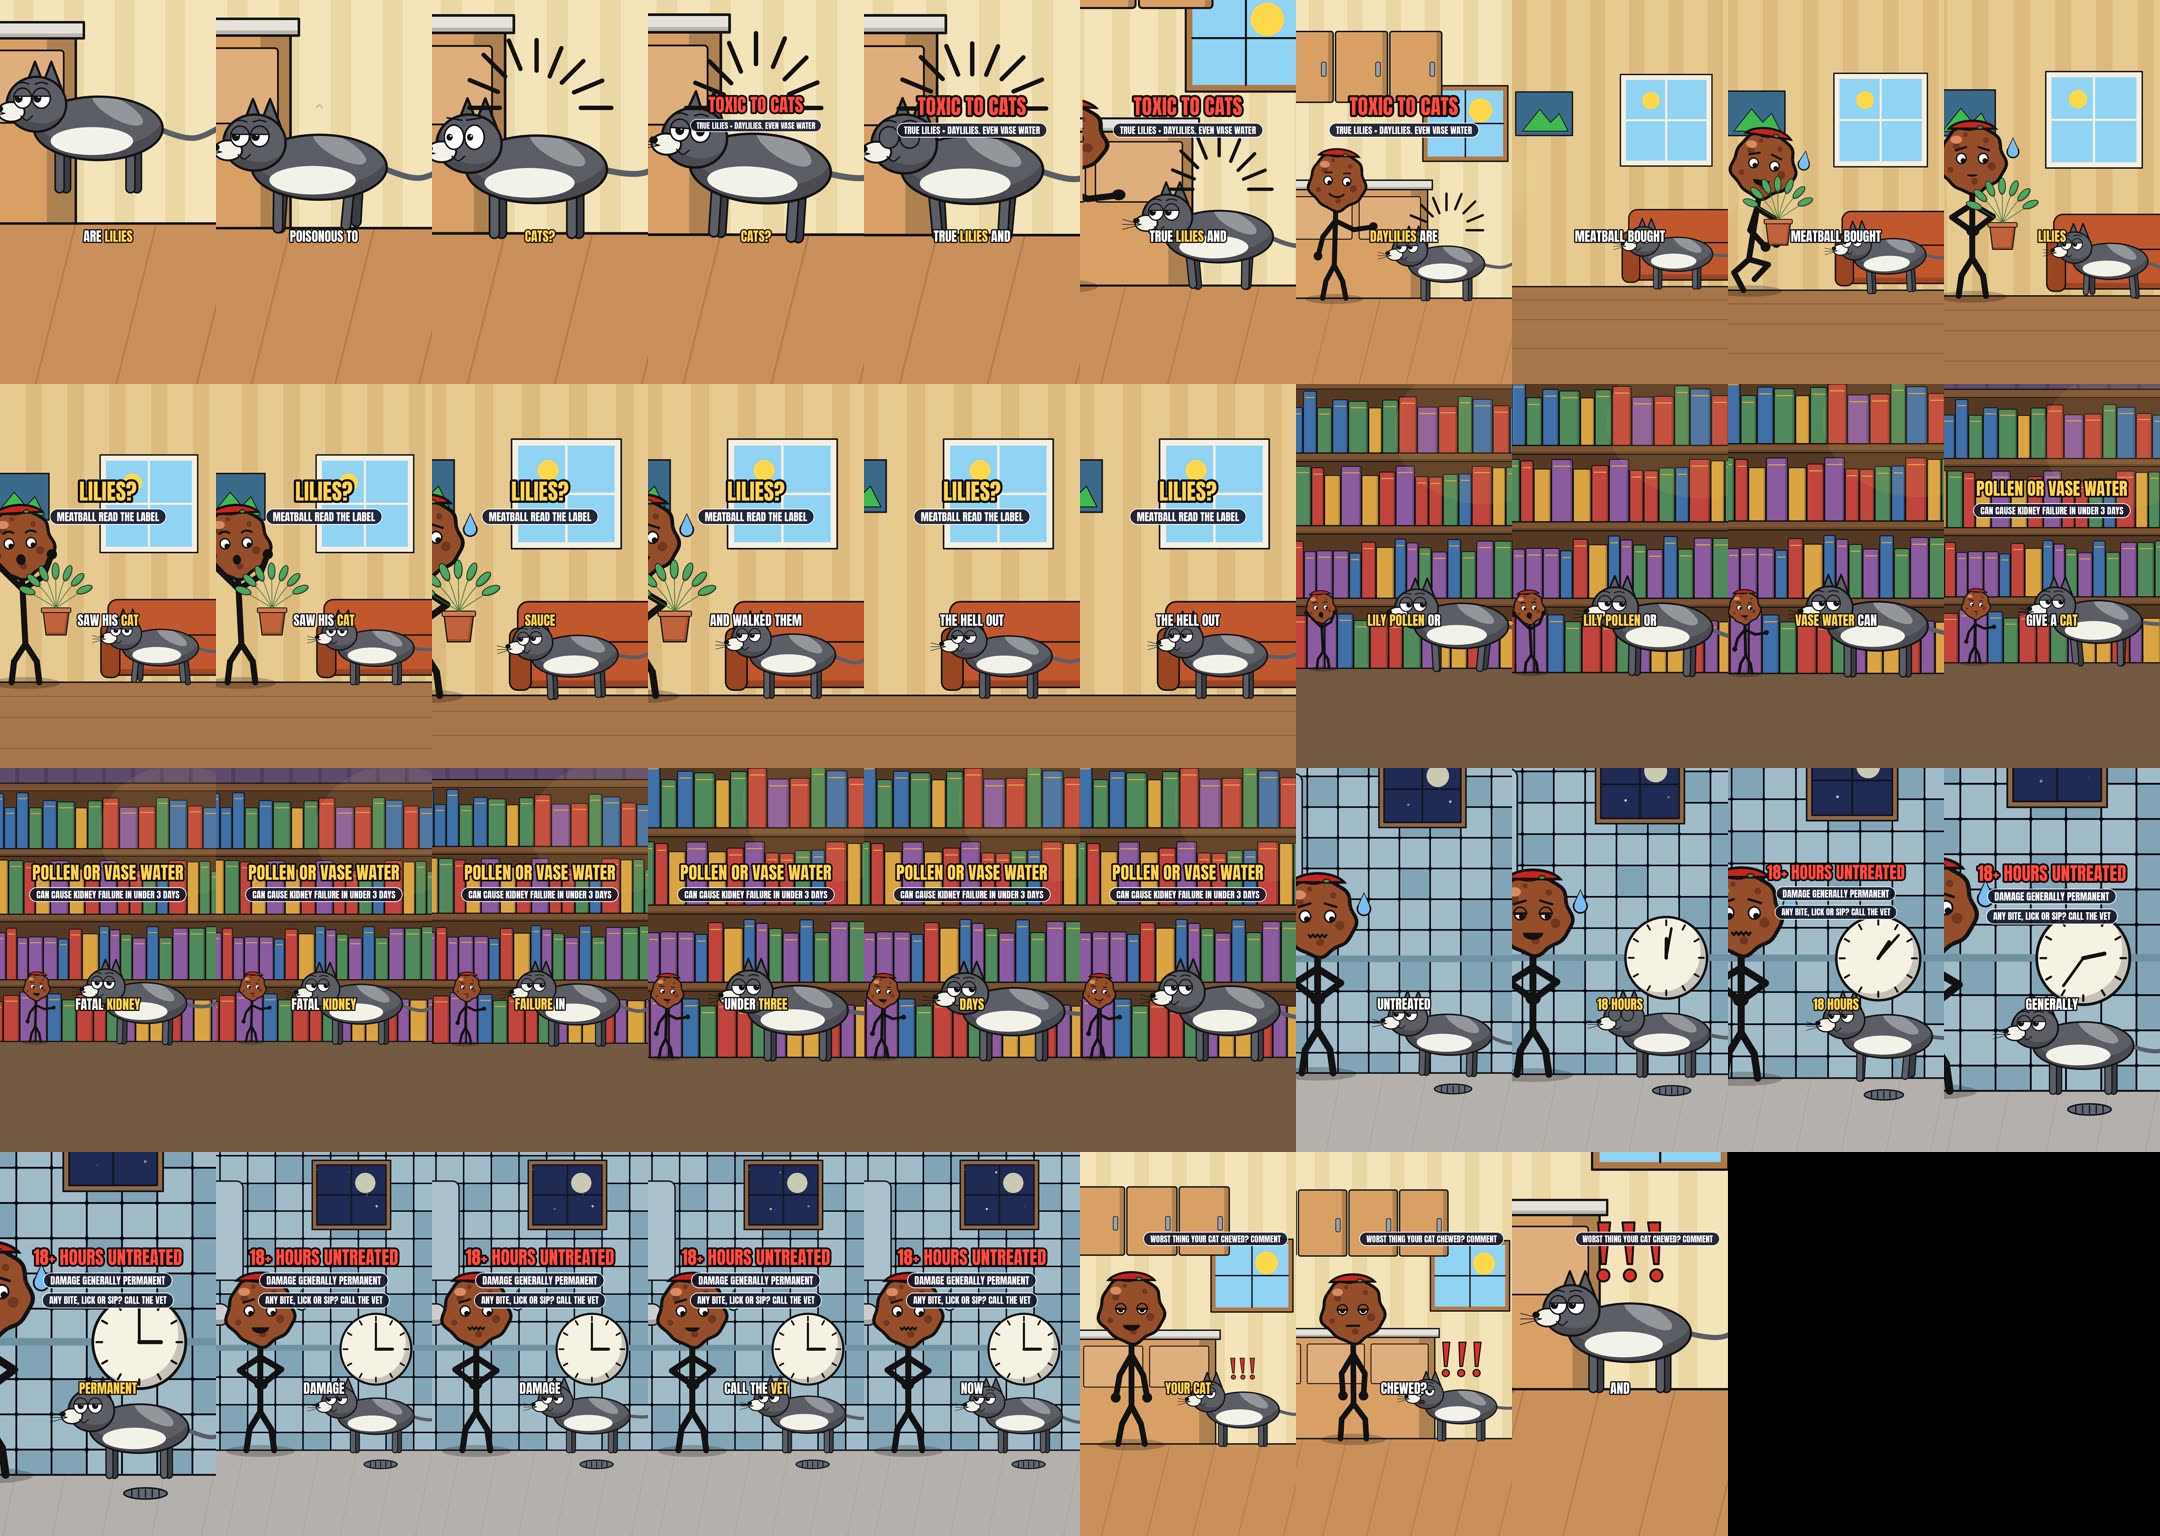 ARE LILIES
POISONOUS TO
CATS?
TOXIC TO CATS
TRUE LILIES + DAYLILIES. EVEN VASE WATER
CATS?
TOXIC TO CATS
TRUE LILIES + DAYLILIES. EVEN VASE WATER
TRUE LILIES AND
TOXIC TO CATS
TRUE LILIES + DAYLILIES. EVEN VASE WATER
TRUE LILIES AND
TOXIC TO CATS
TRUE LILIES + DAYLILIES. EVEN VASE WATER
DAYLILIES ARE
MEATBALL BOUGHT
MEATBALL BOUGHT
LILIES
LILIES?
MEATBALL READ THE LABEL
SAW HIS CAT
LILIES?
MEATBALL READ THE LABEL
SAW HIS CAT
LILIES?
MEATBALL READ THE LABEL
SAUCE
LILIES?
MEATBALL READ THE LABEL
AND WALKED THEM
LILIES?
MEATBALL READ THE LABEL
THE HELL OUT
LILIES?
MEATBALL READ THE LABEL
THE HELL OUT
LILY POLLEN OR
LILY POLLEN OR
VASE WATER CAN
POLLEN OR VASE WATER
CAN CAUSE KIDNEY FAILURE IN UNDER 3 DAYS
GIVE A CAT
POLLEN OR VASE WATER
CAN CAUSE KIDNEY FAILURE IN UNDER 3 DAYS
FATAL KIDNEY
POLLEN OR VASE WATER
CAN CAUSE KIDNEY FAILURE IN UNDER 3 DAYS
FATAL KIDNEY
POLLEN OR VASE WATER
CAN CAUSE KIDNEY FAILURE IN UNDER 3 DAYS
FAILURE IN
POLLEN OR VASE WATER
CAN CAUSE KIDNEY FAILURE IN UNDER 3 DAYS
UNDER THREE
POLLEN OR VASE WATER
CAN CAUSE KIDNEY FAILURE IN UNDER 3 DAYS
DAYS
POLLEN OR VASE WATER
CAN CAUSE KIDNEY FAILURE IN UNDER 3 DAYS
UNTREATED
18 HOURS
18+ HOURS UNTREATED
DAMAGE GENERALLY PERMANENT
ANY BITE, LICK OR SIP? CALL THE VET
18 HOURS
18+ HOURS UNTREATED
DAMAGE GENERALLY PERMANENT
ANY BITE, LICK OR SIP? CALL THE VET
GENERALLY
18+ HOURS UNTREATED
DAMAGE GENERALLY PERMANENT
ANY BITE, LICK OR SIP? CALL THE VET
PERMANENT
18+ HOURS UNTREATED
DAMAGE GENERALLY PERMANENT
ANY BITE, LICK OR SIP? CALL THE VET
DAMAGE
18+ HOURS UNTREATED
DAMAGE GENERALLY PERMANENT
ANY BITE, LICK OR SIP? CALL THE VET
DAMAGE
18+ HOURS UNTREATED
DAMAGE GENERALLY PERMANENT
ANY BITE, LICK OR SIP? CALL THE VET
CALL THE VET
18+ HOURS UNTREATED
DAMAGE GENERALLY PERMANENT
ANY BITE, LICK OR SIP? CALL THE VET
NOW
WORST THING YOUR CAT CHEWED? COMMENT
!!!
YOUR CAT
WORST THING YOUR CAT CHEWED? COMMENT
!!!
CHEWED?
WORST THING YOUR CAT CHEWED? COMMENT
!!!
AND